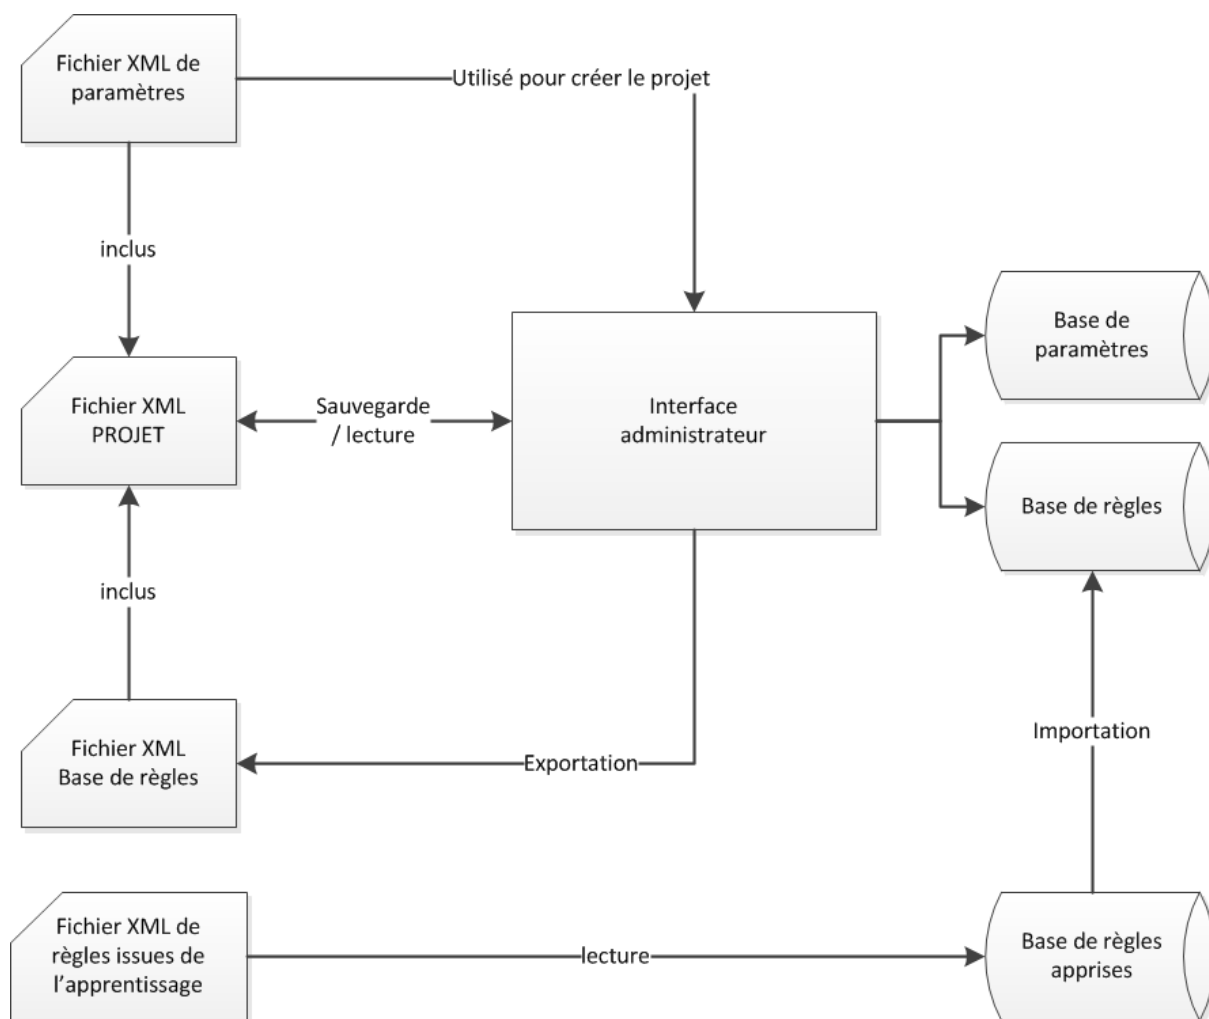 Fichier XML de
paramètres
Utilisé pour créer le projet
inclus
Base de
paramètres
Fichier XML
PROJET
Sauvegarde
/ lecture
Interface
administrateur
Base de règles
inclus
Fichier XML
Base de règles
Exportation
Importation
Fichier XML de
règles issues de
l’apprentissage
lecture
Base de règles
apprises